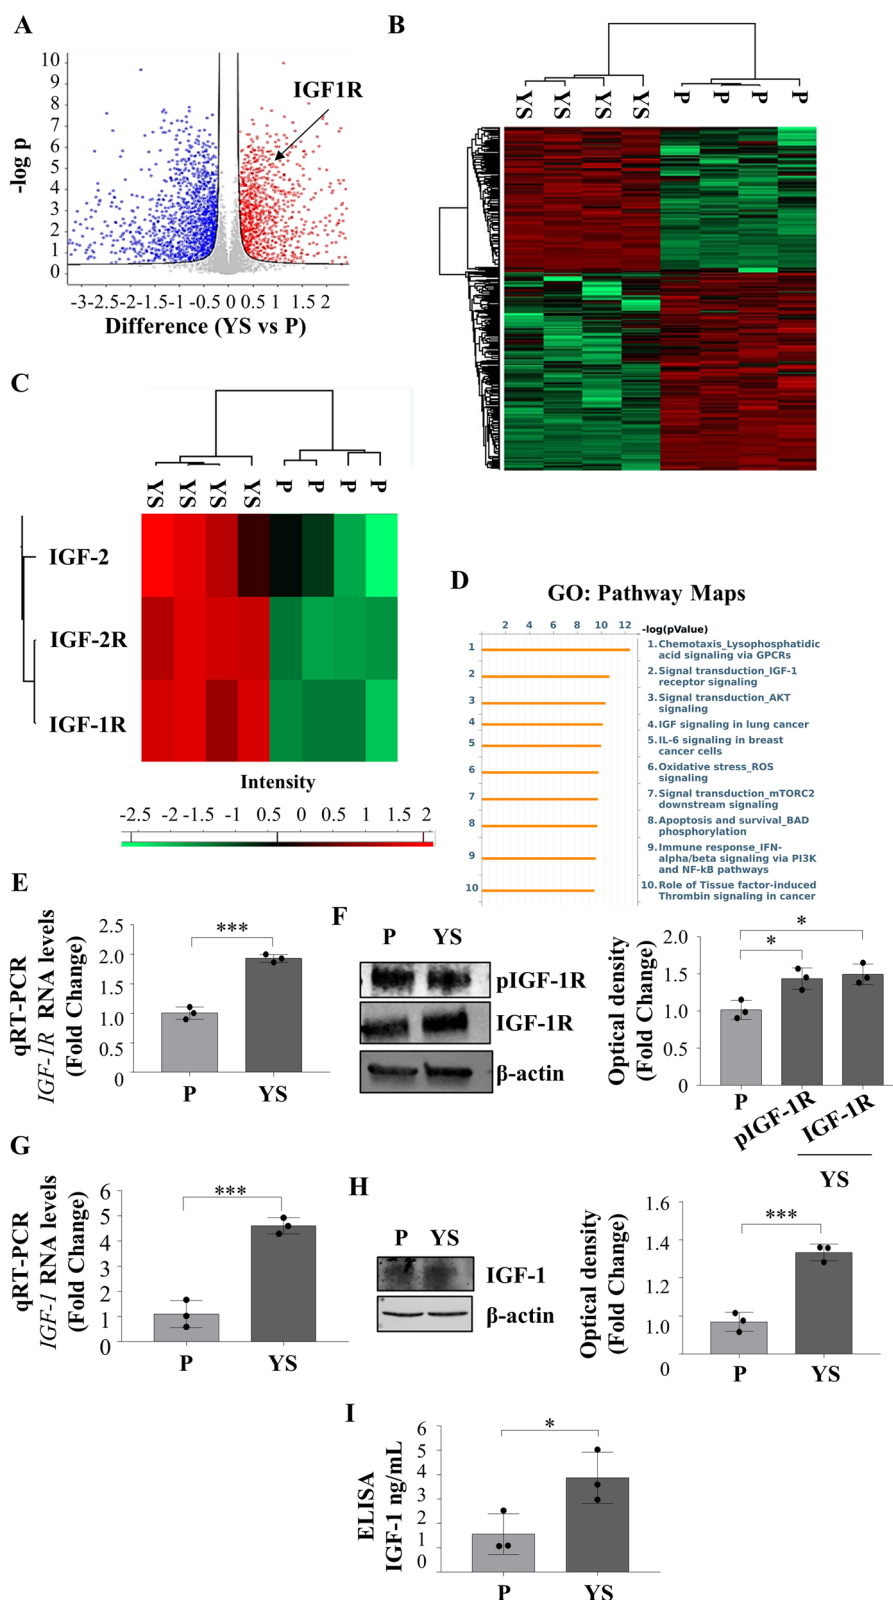 A
10
9
8
7
6
5
4
3
2
1
0
-log p
IGF1R
-3-2.5-2-1.5-1 -0.5 0 0.5 1 1.5 2
Difference (YS vs P)
B
YS YS YS YS P P P P
C
YS YS YS YS P P P P
IGF-2
IGF-2R
IGF-1R
Intensity
-2.5 -2 -1 0 0.5 1 1.5 2
D
GO: Pathway Maps
2 4 6 8 10 12 -log(pValue)
1
2
3
4
5
6
7
8
9
10
1. Chemotaxis_Lysophosphatidic
acid signaling via GPCRs
2. Signal transduction_IGF-1
receptor signaling
3. Signal transduction_AKT
signaling
4. IGF signaling in lung cancer
5. IL-6 signaling in breast
cancer cells
6. Oxidative stress_ROS
signaling
7. Signal transduction_mTORC2
downstream signaling
8. Apoptosis and survival_BAD
phosphorylation
9. Immune response_IFN-
alpha/beta signaling via PI3K
and NF-kB pathways
10. Role of Tissue factor-induced
Thrombin signaling in cancer
E
qRT-PCR
IGF-1R RNA levels
(Fold Change)
2.5
2.0
1.5
1.0
0.5
0
***
P YS
F
P YS
pIGF-1R
IGF-1R
β-actin
Optical density
(Fold Change)
2.0
1.5
1.0
0.5
0
*
*
P
pIGF-1R
IGF-1R
YS
G
qRT-PCR
IGF-1 RNA levels
(Fold Change)
6
5
4
3
2
1
0
***
P YS
H
P YS
IGF-1
β-actin
Optical density
(Fold Change)
1.6
1.4
1.2
1.0
0
***
P YS
I
ELISA
IGF-1 ng/mL
6
5
4
3
2
1
0
*
P YS